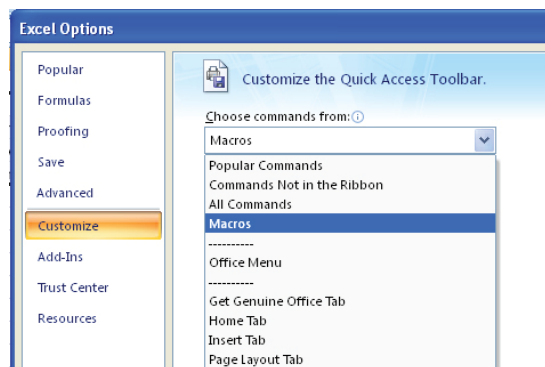 Excel Options
Popular
Formulas
Proofing
Save
Advanced
Customize
Add-Ins
Trust Center
Resources
Customize the Quick Access Toolbar.
Choose commands from:
Macros
Popular Commands
Commands Not in the Ribbon
All Commands
Macros
----------
Office Menu
----------
Get Genuine Office Tab
Home Tab
Insert Tab
Page Layout Tab